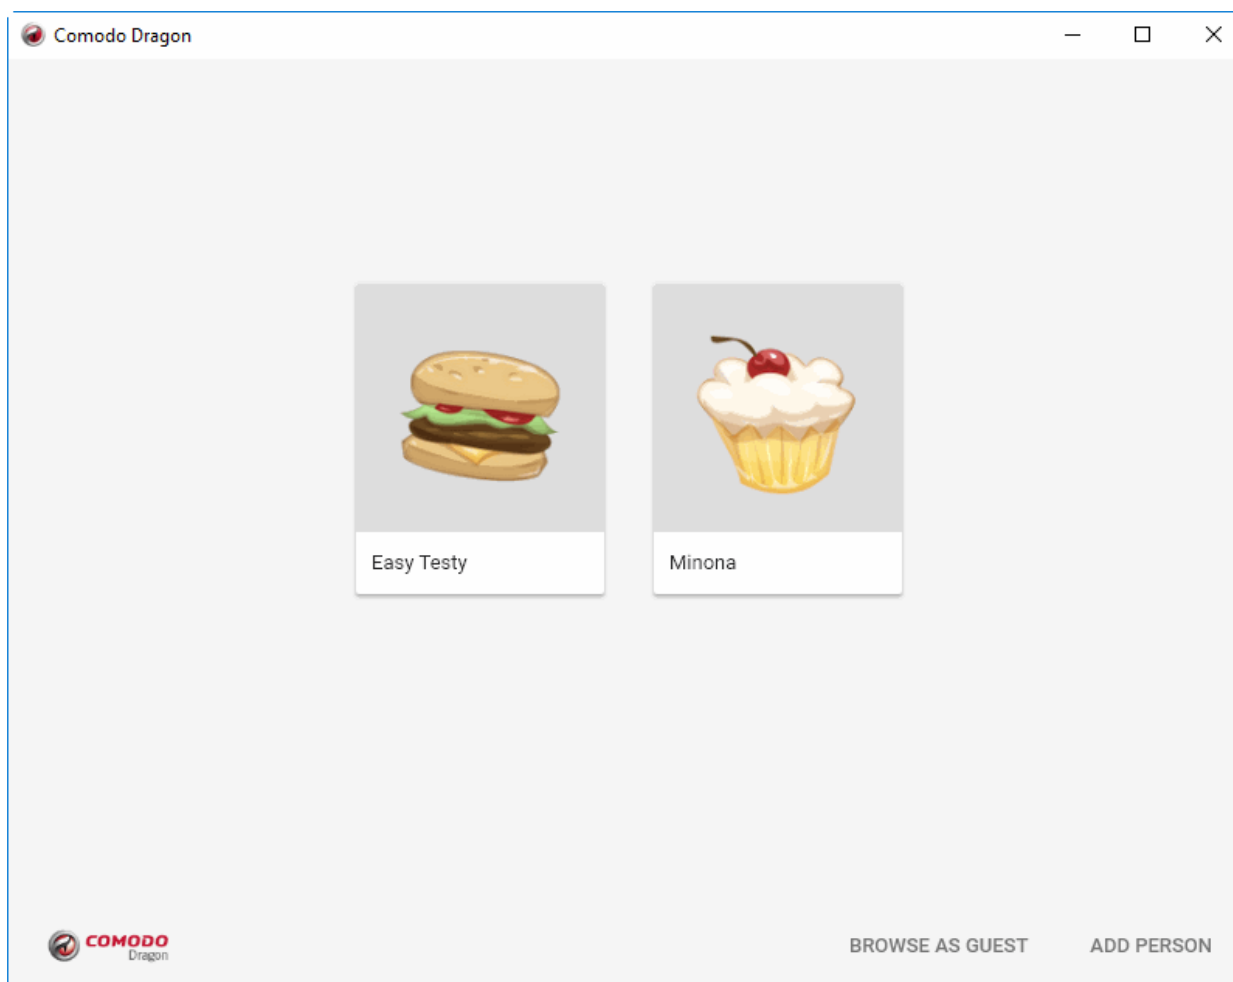 Comodo Dragon
Easy Testy
Minona
COMODO
Dragon
BROWSE AS GUEST
ADD PERSON